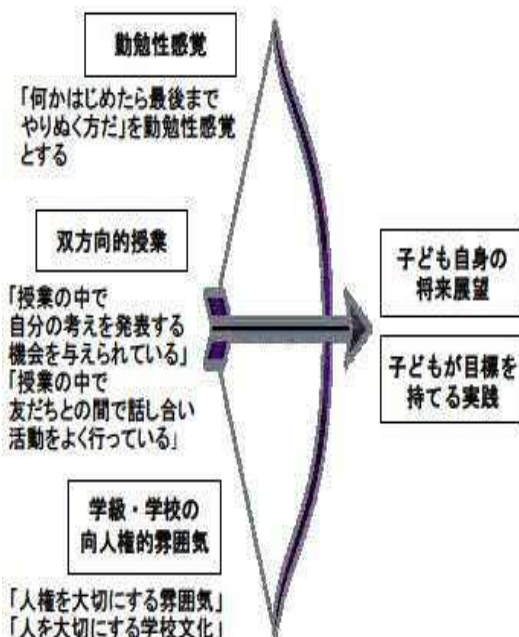 勤勉性感覚
「何かはじめたら最後まで
やりぬく方だ」を勤勉性感覚
とする
双方向的授業
「授業の中で
自分の考えを発表する
機会を与えられている」
「授業の中で
友だちとの間で話し合い
活動をよく行っている」
学級・学校の
向人権的雰囲気
「人権を大切にする雰囲気」
「人を大切にする学校文化」
子ども自身の
将来展望
子どもが目標を
持てる実践